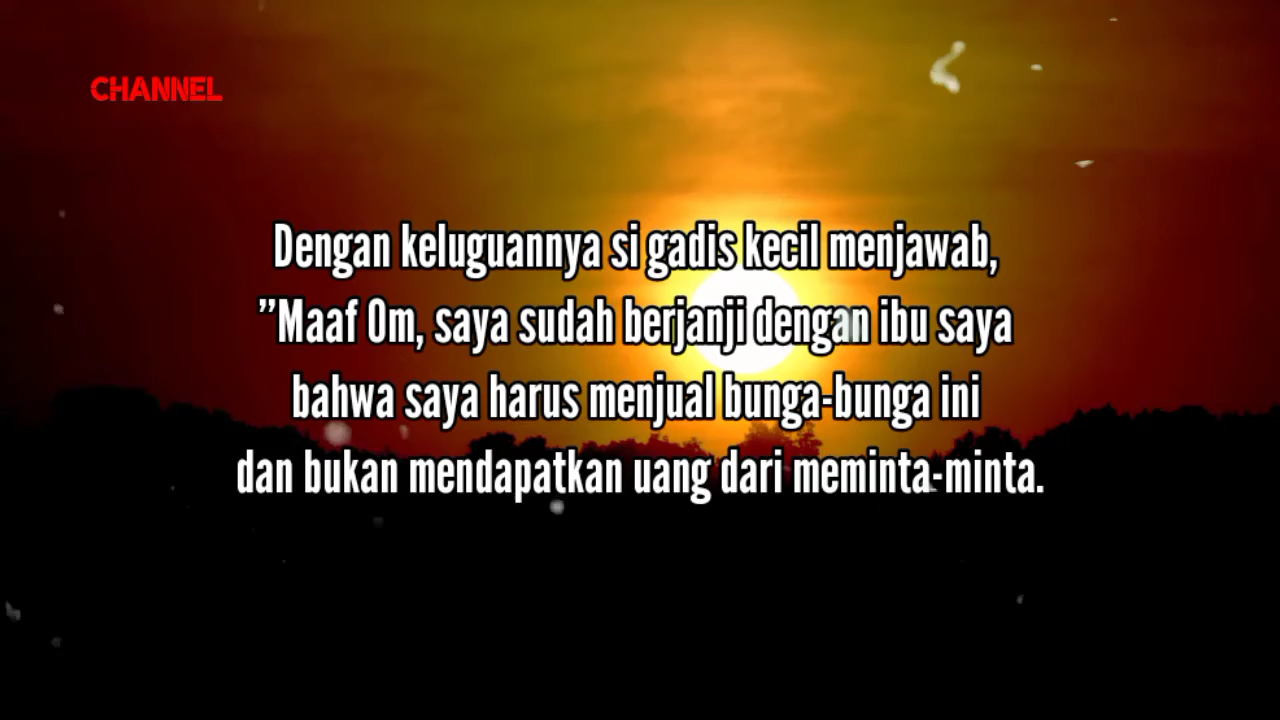 CHANNEL
Dengan keluguannya si gadis kecil menjawab,
”Maaf Om, saya sudah berjanji dengan ibu saya
bahwa saya harus menjual bunga-bunga ini
dan bukan mendapatkan uang dari meminta-minta.